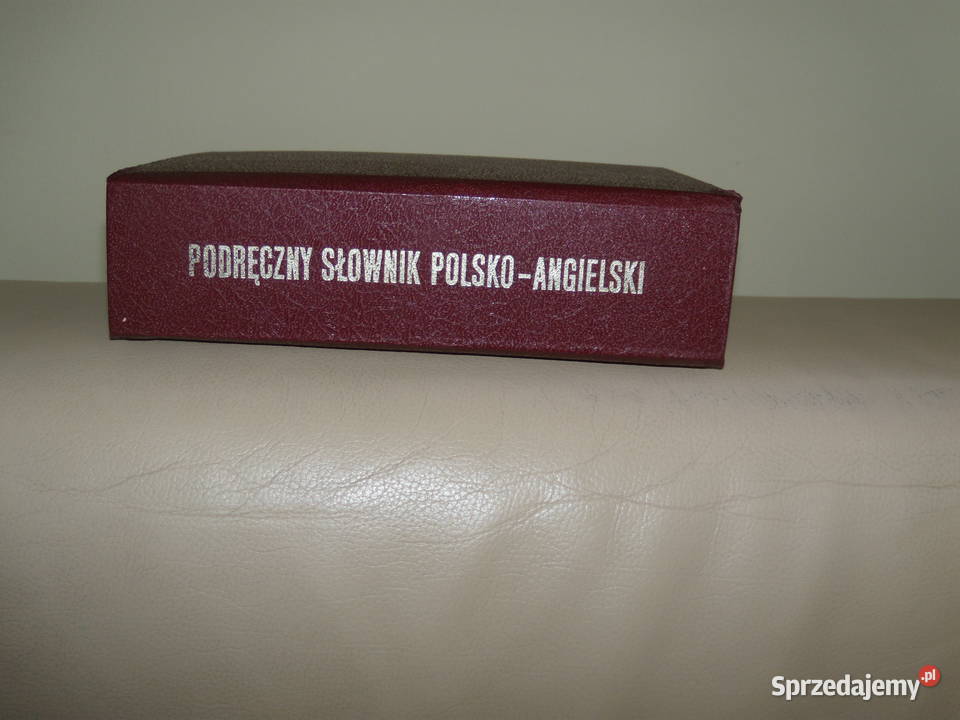 PODRĘCZNY SŁOWNIK POLSKO-ANGIELSKI
Sprzedajemy.pl